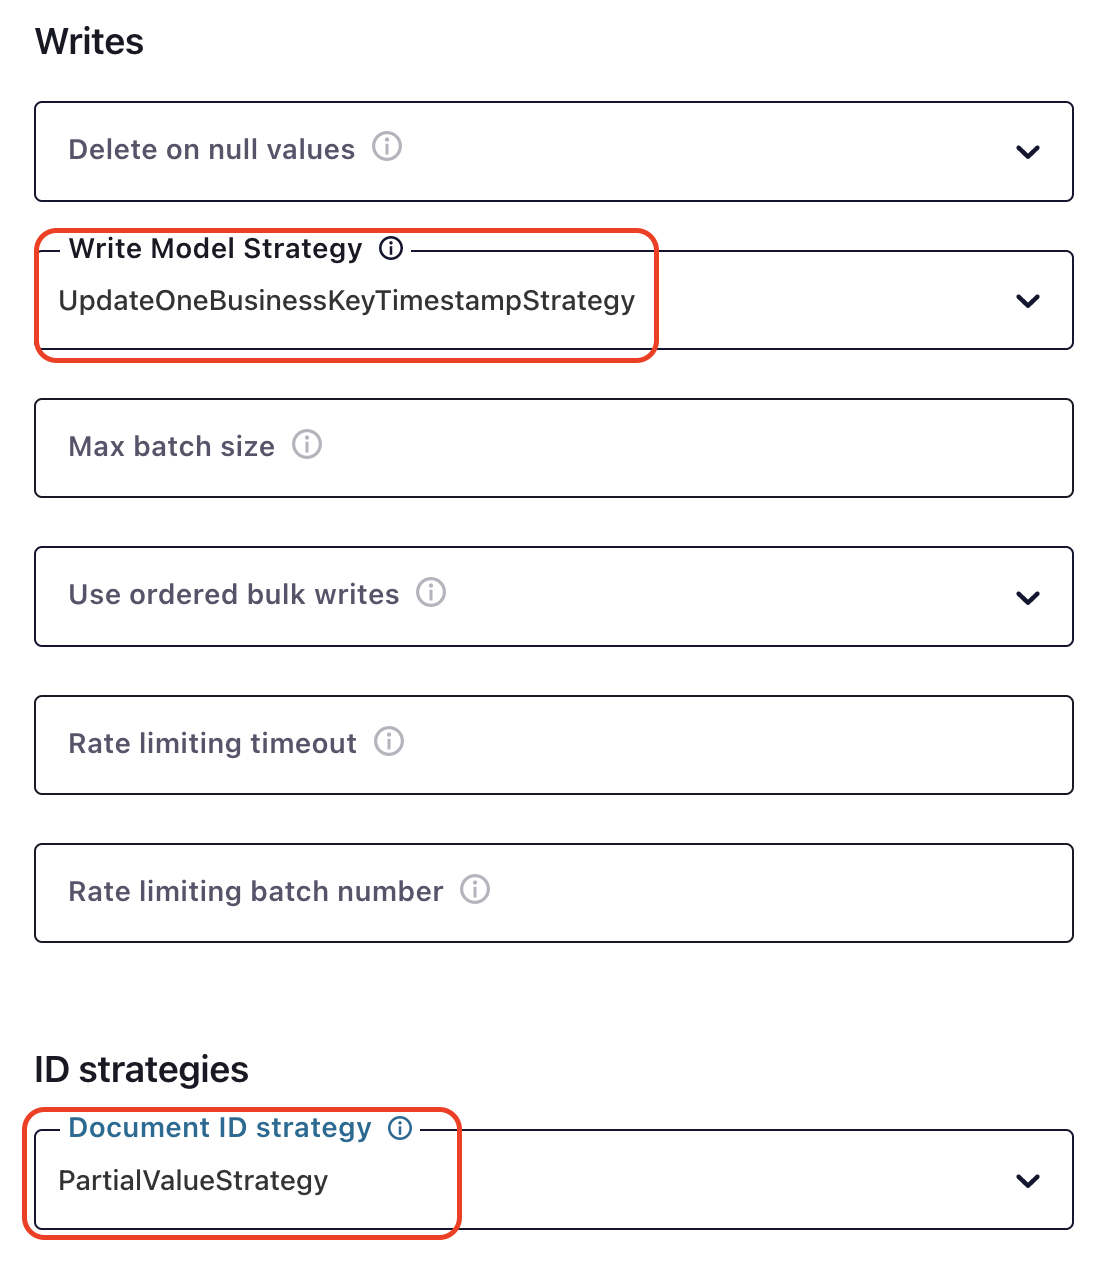 Writes
Delete on null values
Write Model Strategy
UpdateOneBusinessKeyTimestampStrategy
Max batch size
Use ordered bulk writes
Rate limiting timeout
Rate limiting batch number
ID strategies
Document ID strategy
PartialValueStrategy